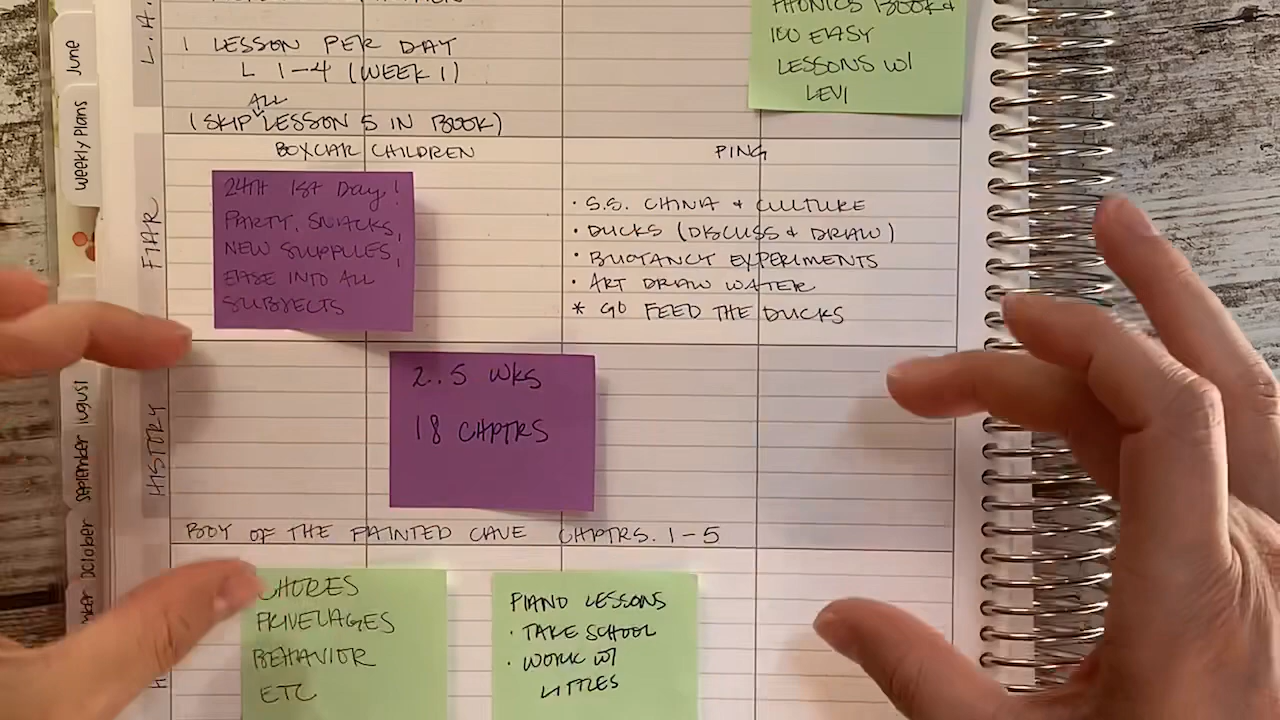 June
Weekly Plans
August
September
October
L.A.
1 LESSON PER DAY
L 1-4 (WEEK 1)
ALL
(SKIP LESSON 5 IN BOOK)
PHONICS BOOK &
100 EASY
LESSONS W/
LEVI
FIAR
BOXCAR CHILDREN
24TH 1ST DAY!
PARTY, SNACKS,
NEW SUPPLIES,
EASE INTO ALL
SUBJECTS
PING
· S.S. CHINA & CULTURE
· DUCKS (DISCUSS & DRAW)
· BUOTANCY EXPERIMENTS
· ART DRAW WATER
* GO FEED THE DUCKS
HISTORY
2..5 WKS
18 CHPTRS
BOY OF THE PAINTED CAVE CHPTRS. 1-5
CHORES
PRIVELAGES
BEHAVIOR
ETC
PIANO LESSONS
· TAKE SCHOOL
· WORK W/
LITTLES